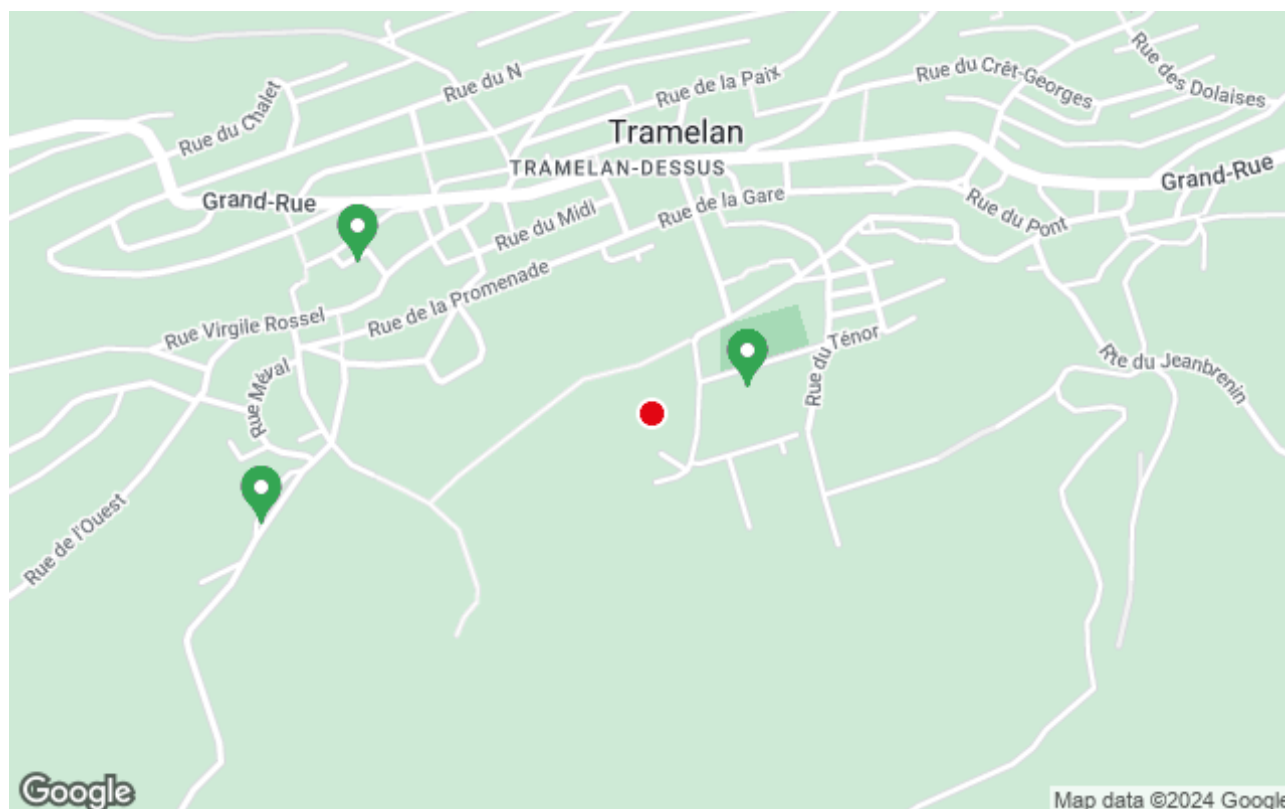 Rue du Chalet
Rue du N
Rue de la Paix
Rue du Crêt-Georges
Rue des Dolaises
Tramelan
TRAMELAN-DESSUS
Grand-Rue
Grand-Rue
Rue du Midi
Rue de la Gare
Rue du Pont
Rue de la Promenade
Rue Virgile Rossel
Rue du Ténor
Rte du Jeanbrenin
Rue Méval
Rue de l'Ouest
Google
Map data ©2024 Google